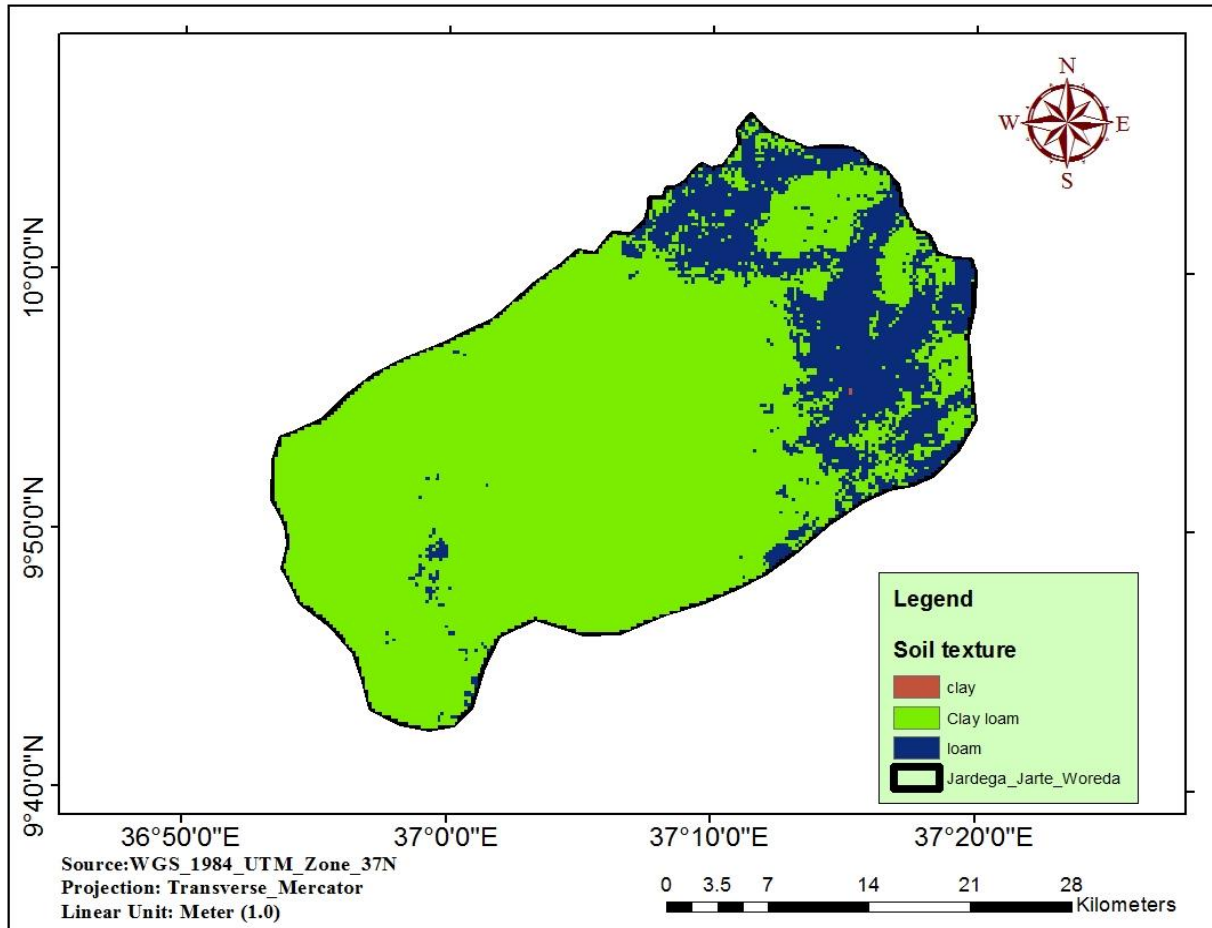 N
W E
S
10°0'0"N
9°50'0"N
9°40'0"N
Legend
Soil texture
clay
Clay loam
loam
Jardega_Jarte_Woreda
36°50'0"E 37°0'0"E 37°10'0"E 37°20'0"E
Source:WGS_1984_UTM_Zone_37N
Projection: Transverse_Mercator
Linear Unit: Meter (1.0)
0 3.5 7 14 21 28
Kilometers